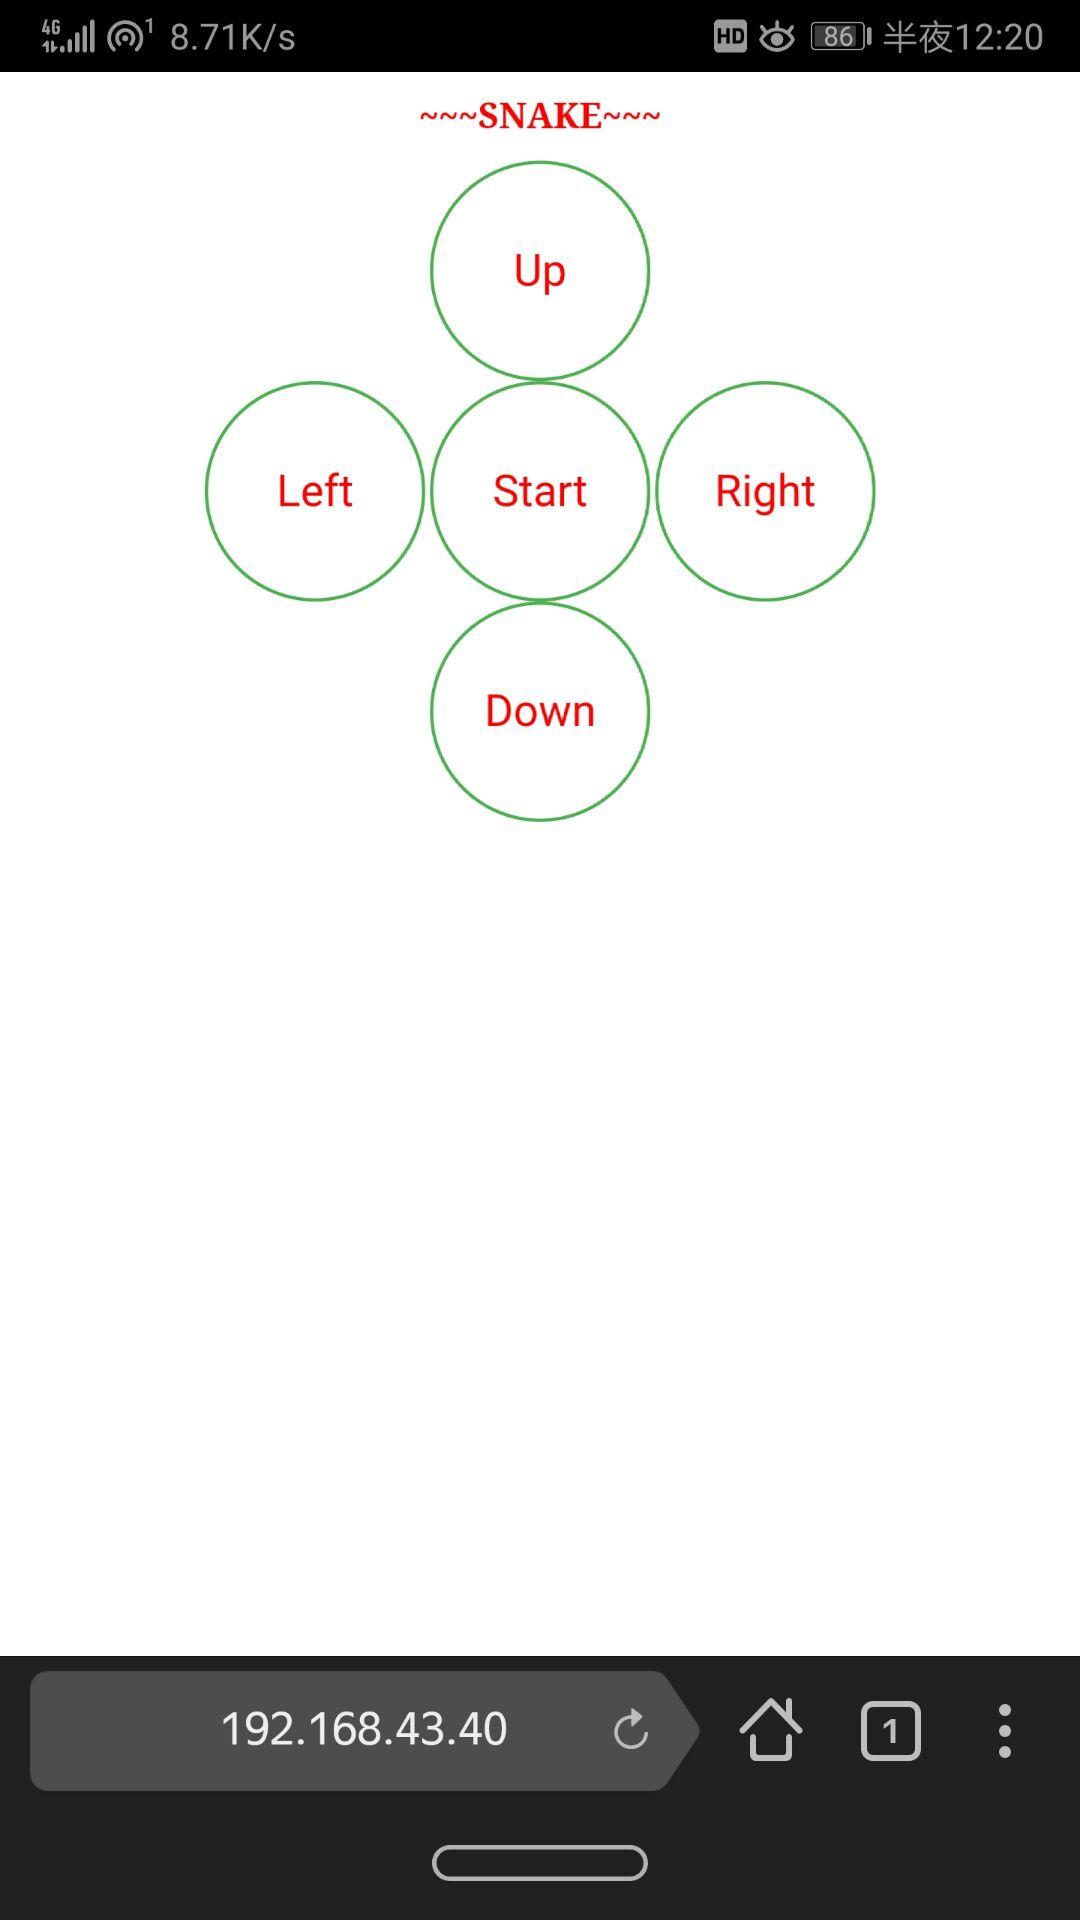 4G 1 8.71K/s HD 86 半夜12:20
~~~SNAKE~~~
Up
Left Start Right
Down
192.168.43.40 1